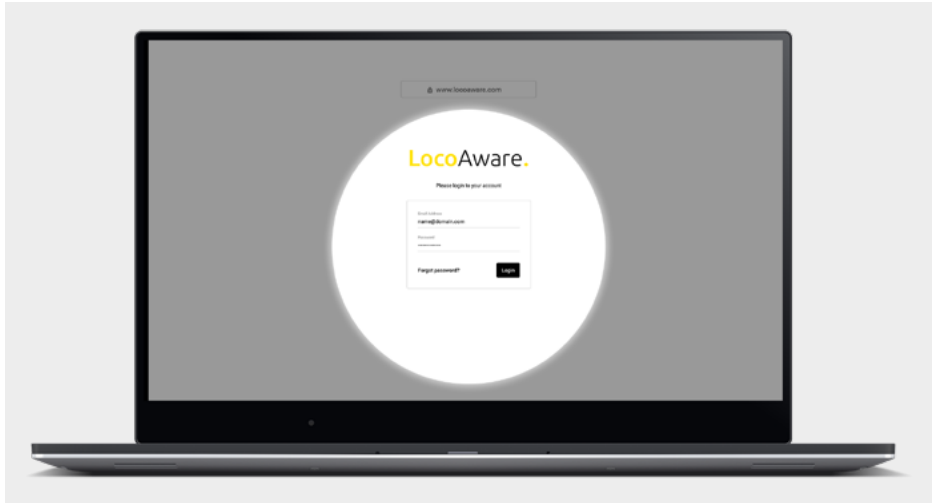 www.locoaware.com
LocoAware.
Please login to your account
Email address
name@domain.com
Password
Forgot password?
Login